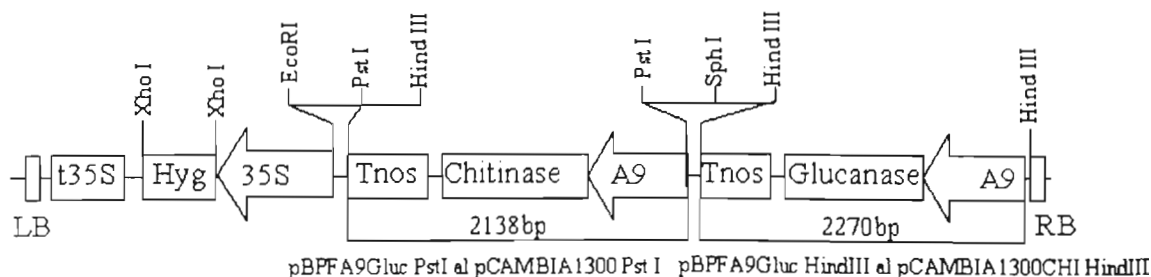 EcoRI
Pst I
Hind III
Pst I
Sph I
Hind III
Hind III
Xho I
Xho I
t35S
Hyg
35S
Tnos
Chitinase
A9
Tnos
Glucanase
A9
LB
2138bp
2270bp
RB
pBPFA9Gluc PstI al pCAMBIA1300 Pst I
pBPFA9Gluc HindIII al pCAMBIA1300CHI HindIII